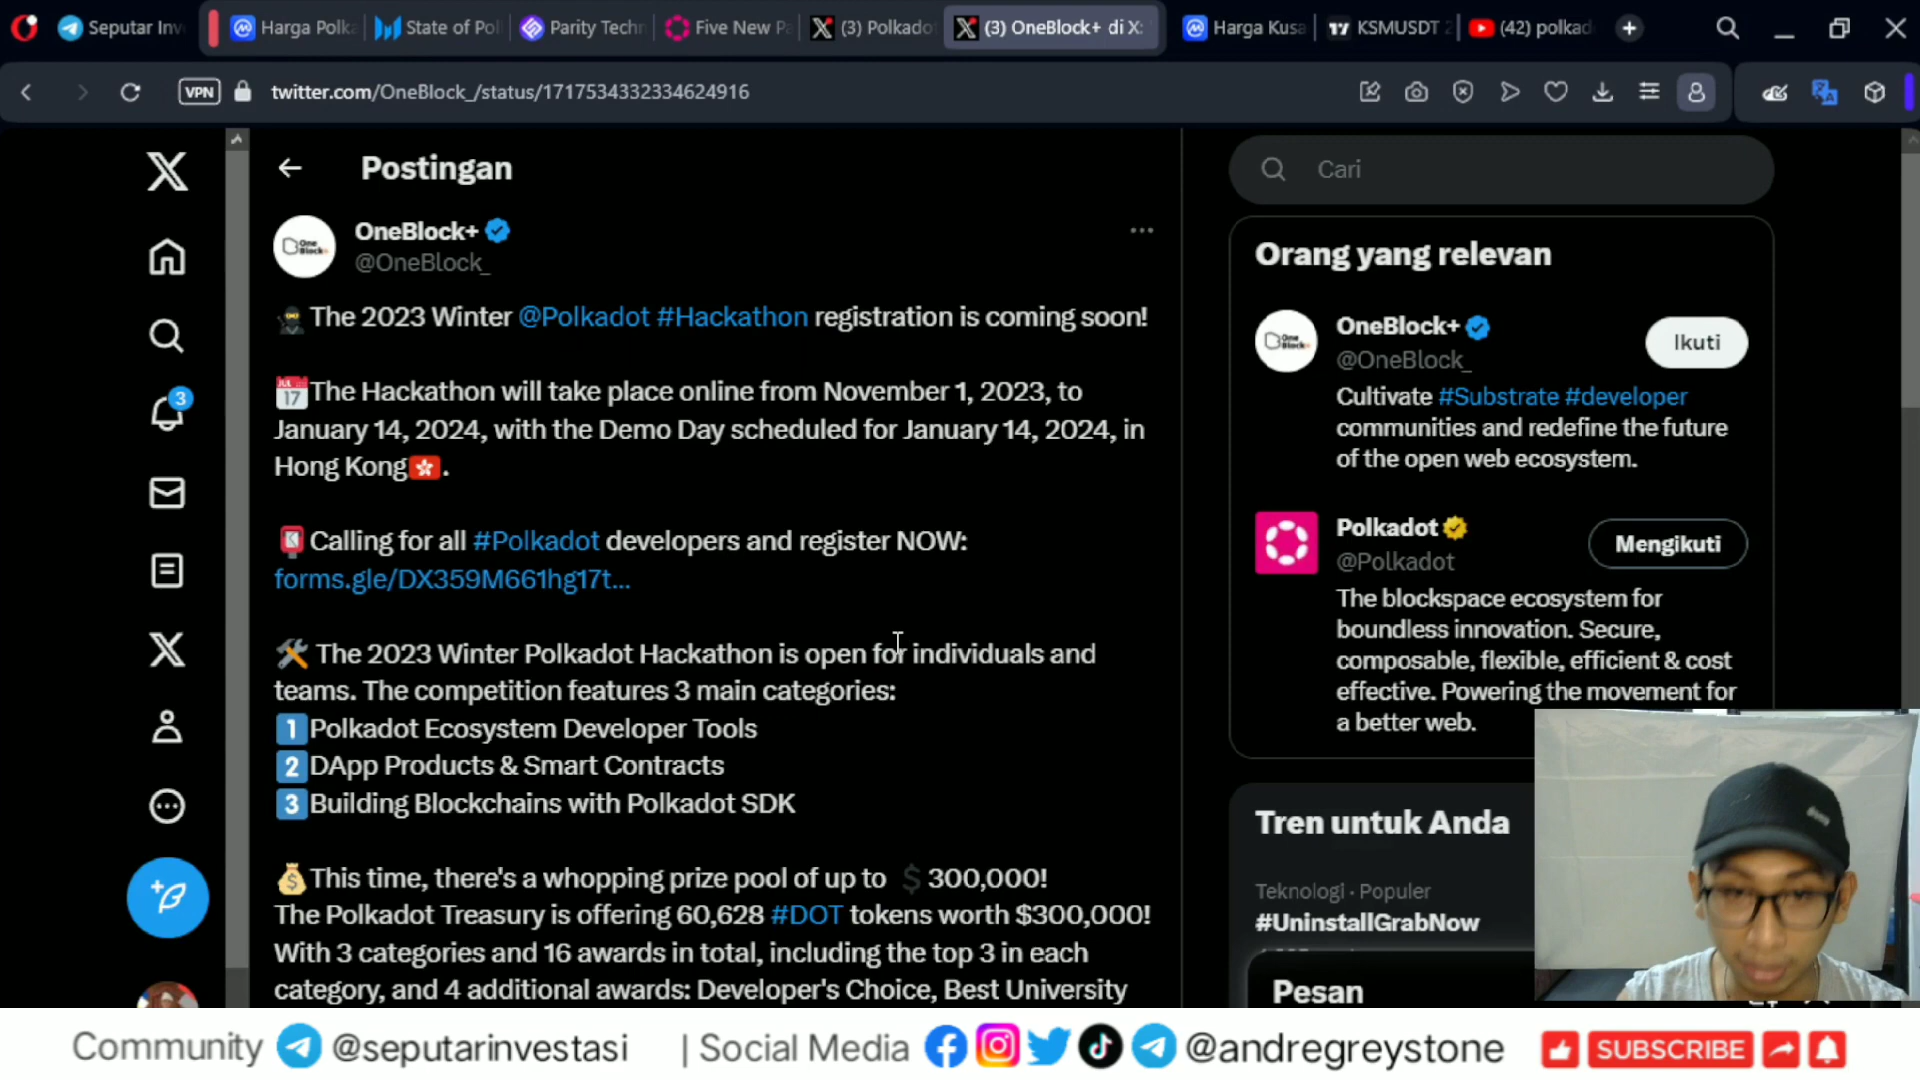 Seputar Inv
Harga Polka
State of Pol
Parity Techn
Five New Pa
(3) Polkado
(3) OneBlock+ di X:
Harga Kusa
KSMUSDT 2
(42) polkad
VPN
twitter.com/OneBlock_/status/1717534332334624916
Postingan
OneBlock+
@OneBlock_
The 2023 Winter @Polkadot #Hackathon registration is coming soon!
The Hackathon will take place online from November 1, 2023, to
January 14, 2024, with the Demo Day scheduled for January 14, 2024, in
Hong Kong🇭🇰.
Calling for all #Polkadot developers and register NOW:
forms.gle/DX359M661hg17t...
The 2023 Winter Polkadot Hackathon is open for individuals and
teams. The competition features 3 main categories:
1 Polkadot Ecosystem Developer Tools
2 DApp Products & Smart Contracts
3 Building Blockchains with Polkadot SDK
This time, there's a whopping prize pool of up to $300,000!
The Polkadot Treasury is offering 60,628 #DOT tokens worth $300,000!
With 3 categories and 16 awards in total, including the top 3 in each
category, and 4 additional awards: Developer's Choice, Best University
3
Cari
Orang yang relevan
OneBlock+
@OneBlock_
Ikuti
Cultivate #Substrate #developer
communities and redefine the future
of the open web ecosystem.
Polkadot
@Polkadot
Mengikuti
The blockspace ecosystem for
boundless innovation. Secure,
composable, flexible, efficient & cost
effective. Powering the movement for
a better web.
Tren untuk Anda
Teknologi · Populer
#UninstallGrabNow
Pesan
Community @seputarinvestasi | Social Media @andregreystone SUBSCRIBE